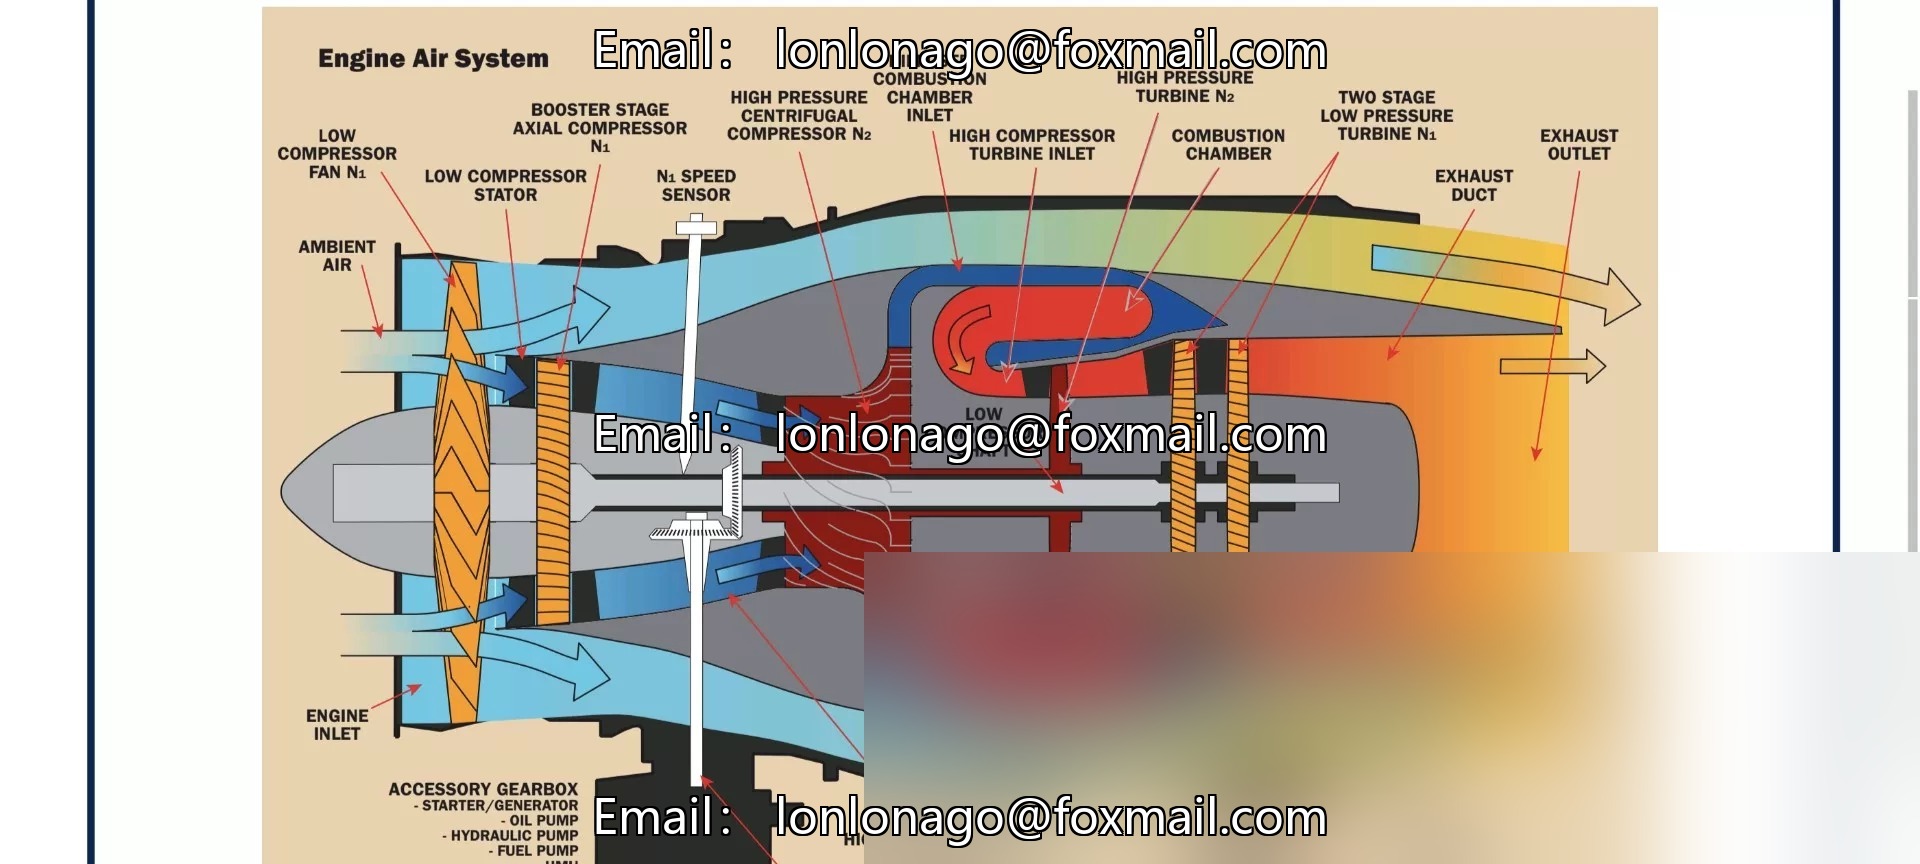 Engine Air System
Email： lonlonago@foxmail.com
COMBUSTION
CHAMBER
INLET
HIGH PRESSURE
TURBINE N2
HIGH PRESSURE
CENTRIFUGAL
COMPRESSOR N2
TWO STAGE
LOW PRESSURE
TURBINE N1
BOOSTER STAGE
AXIAL COMPRESSOR
N1
LOW
COMPRESSOR
FAN N1
HIGH COMPRESSOR
TURBINE INLET
COMBUSTION
CHAMBER
EXHAUST
OUTLET
LOW COMPRESSOR
STATOR
N1 SPEED
SENSOR
EXHAUST
DUCT
AMBIENT
AIR
LOW
Email： lonlonago@foxmail.com
ENGINE
INLET
ACCESSORY GEARBOX
- STARTER/GENERATOR
- OIL PUMP
- HYDRAULIC PUMP
- FUEL PUMP
Email： lonlonago@foxmail.com